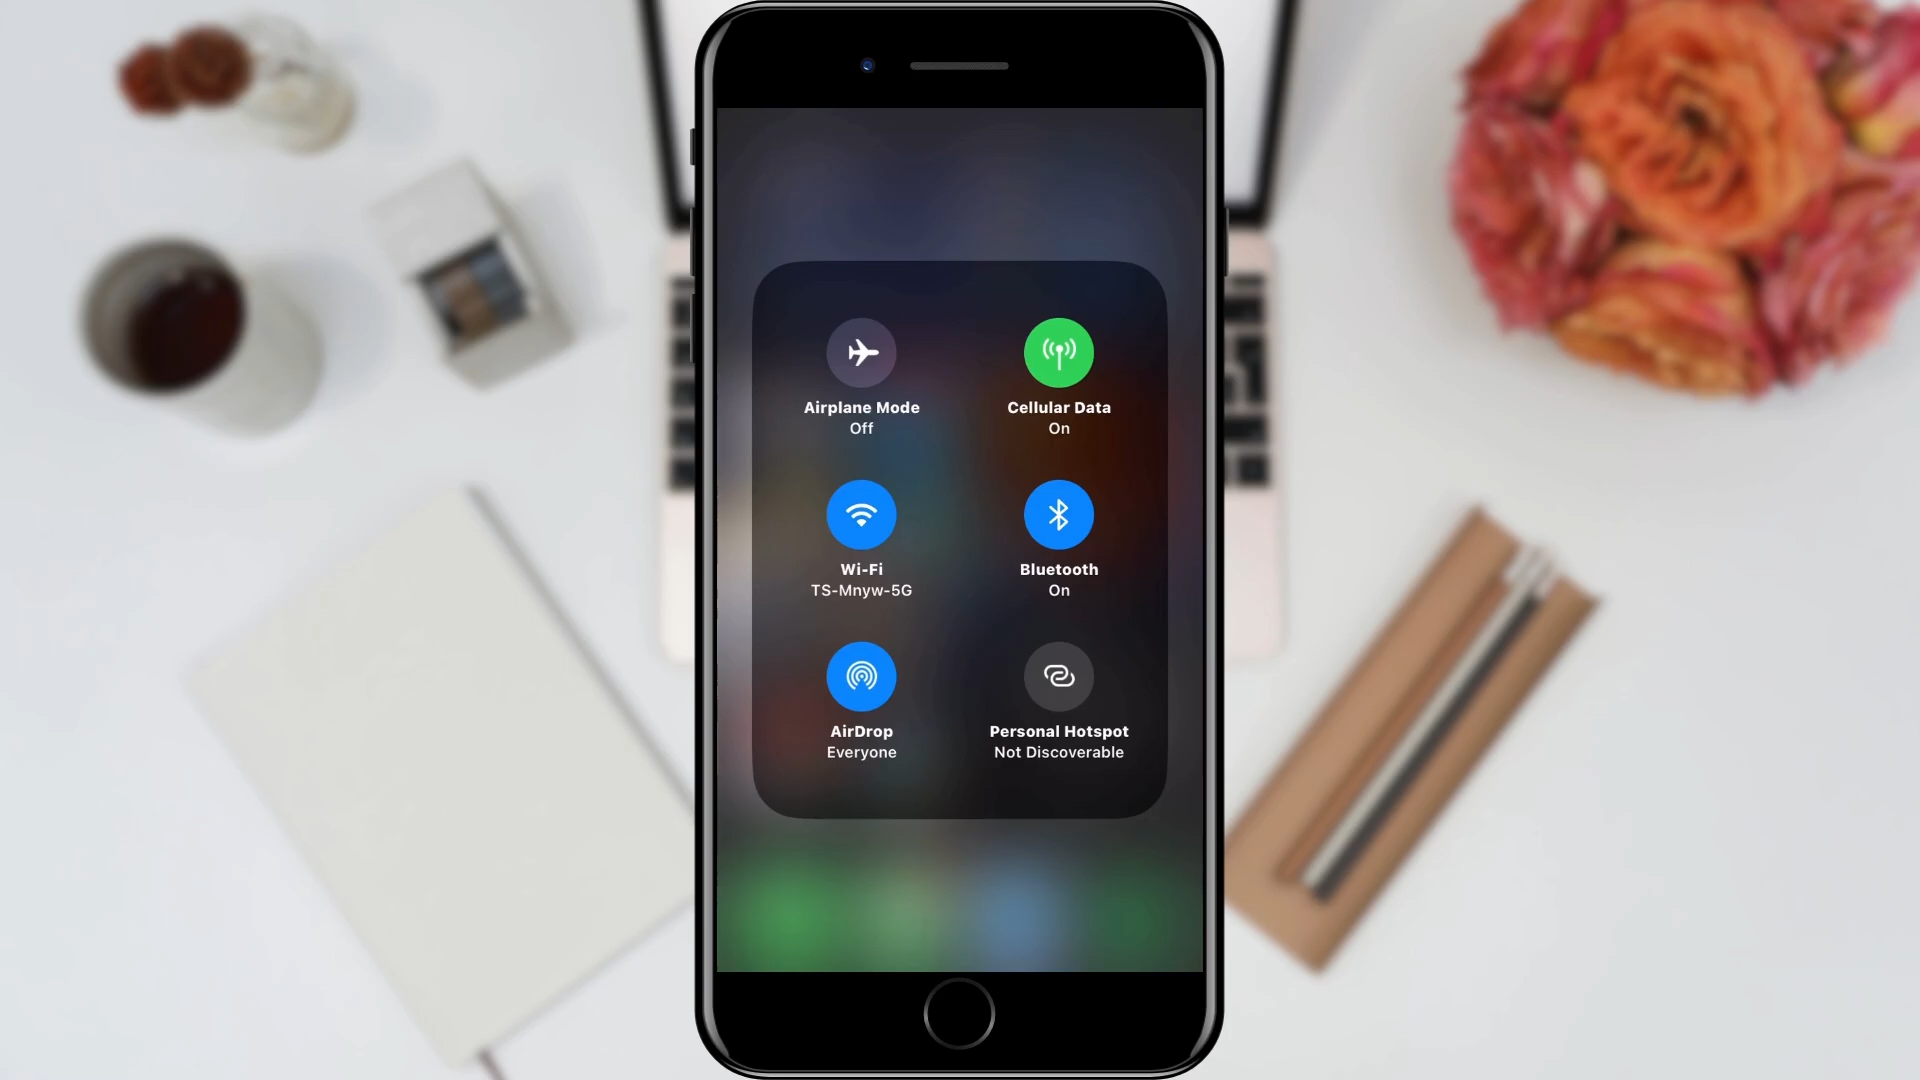 Airplane Mode
Off
Cellular Data
On
Wi-Fi
TS-Mnyw-5G
Bluetooth
On
AirDrop
Everyone
Personal Hotspot
Not Discoverable